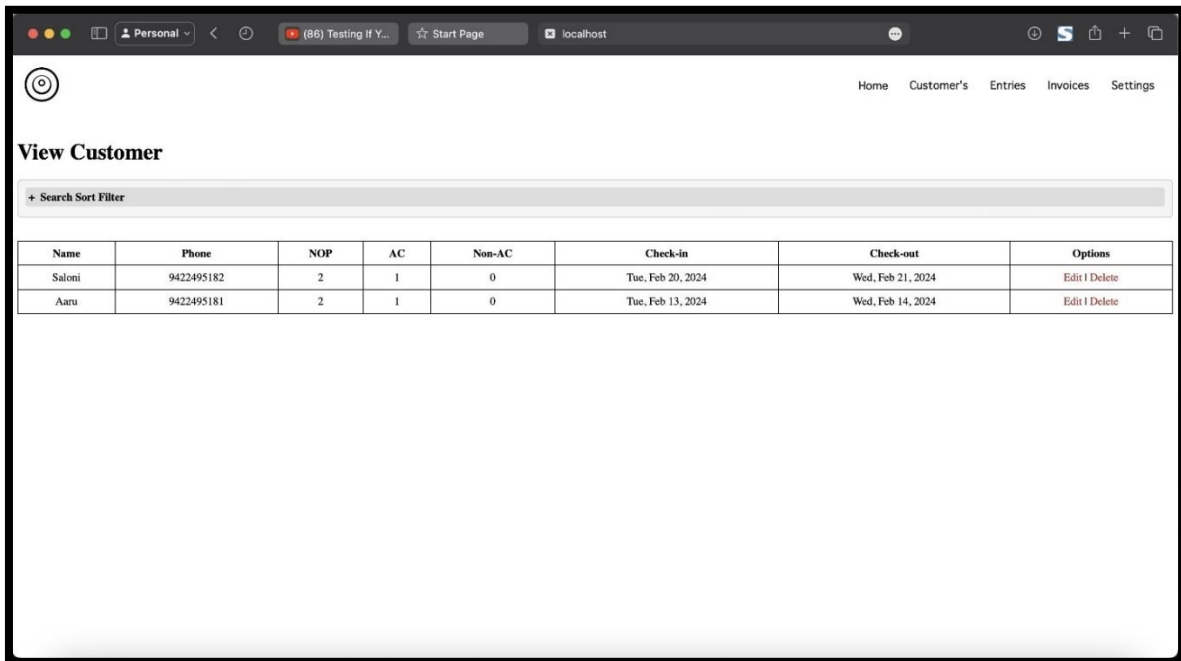 Personal (86) Testing If Y... Start Page localhost
Home Customer's Entries Invoices Settings
View Customer
+ Search Sort Filter
Name Phone NOP AC Non-AC Check-in Check-out Options
Saloni 9422495182 2 1 0 Tue, Feb 20, 2024 Wed, Feb 21, 2024 Edit | Delete
Aaru 9422495181 2 1 0 Tue, Feb 13, 2024 Wed, Feb 14, 2024 Edit | Delete